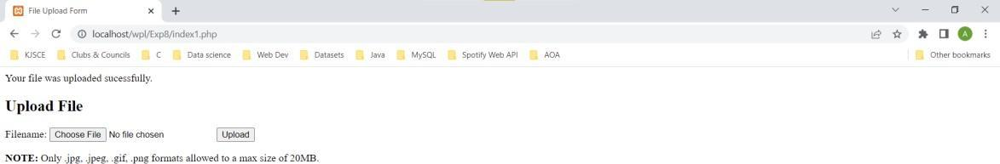 File Upload Form
localhost/wpl/Exp8/index1.php
A
KJSCE Clubs & Councils C Data science Web Dev Datasets Java MySQL Spotify Web API AOA Other bookmarks
Your file was uploaded sucessfully.
Upload File
Filename: Choose File No file chosen Upload
NOTE: Only .jpg, .jpeg, .gif, .png formats allowed to a max size of 20MB.